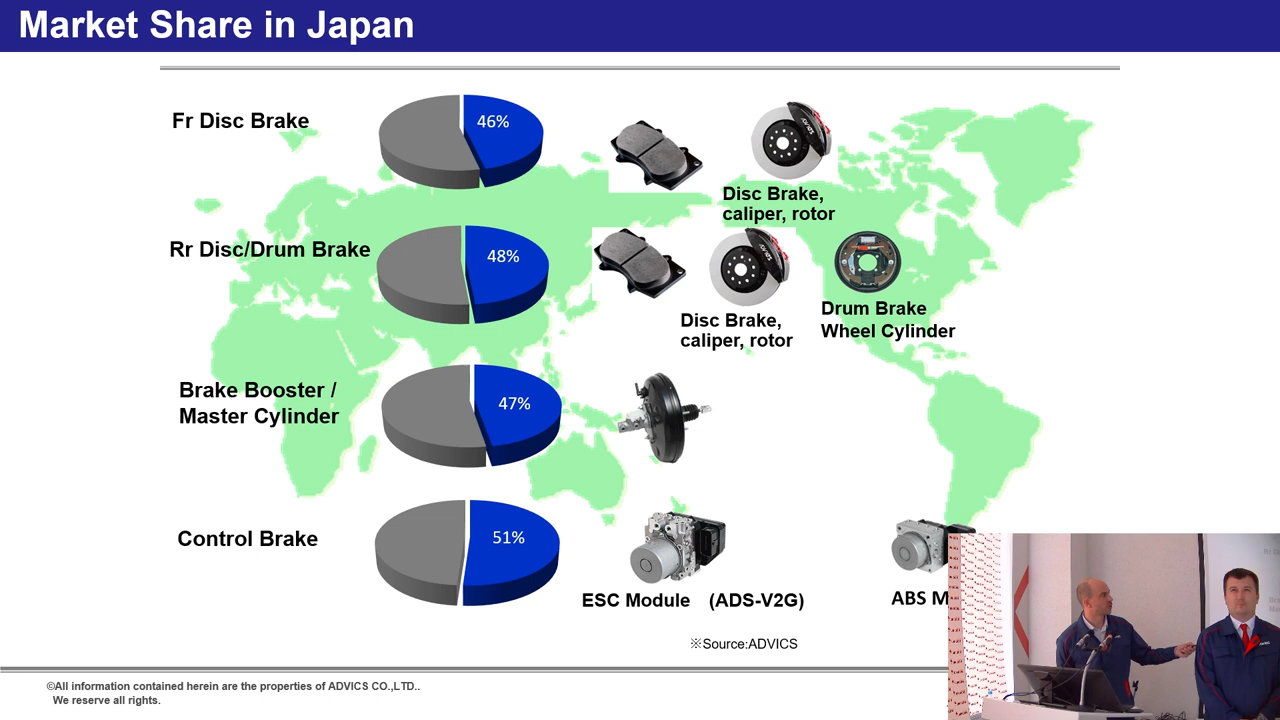 Market Share in Japan
Fr Disc Brake
46%
Disc Brake,
caliper, rotor
Rr Disc/Drum Brake
48%
Disc Brake,
caliper, rotor
Drum Brake
Wheel Cylinder
Brake Booster /
Master Cylinder
47%
Control Brake
51%
ESC Module (ADS-V2G)
ABS M
※Source:ADVICS
©All information contained herein are the properties of ADVICS CO.,LTD..
We reserve all rights.